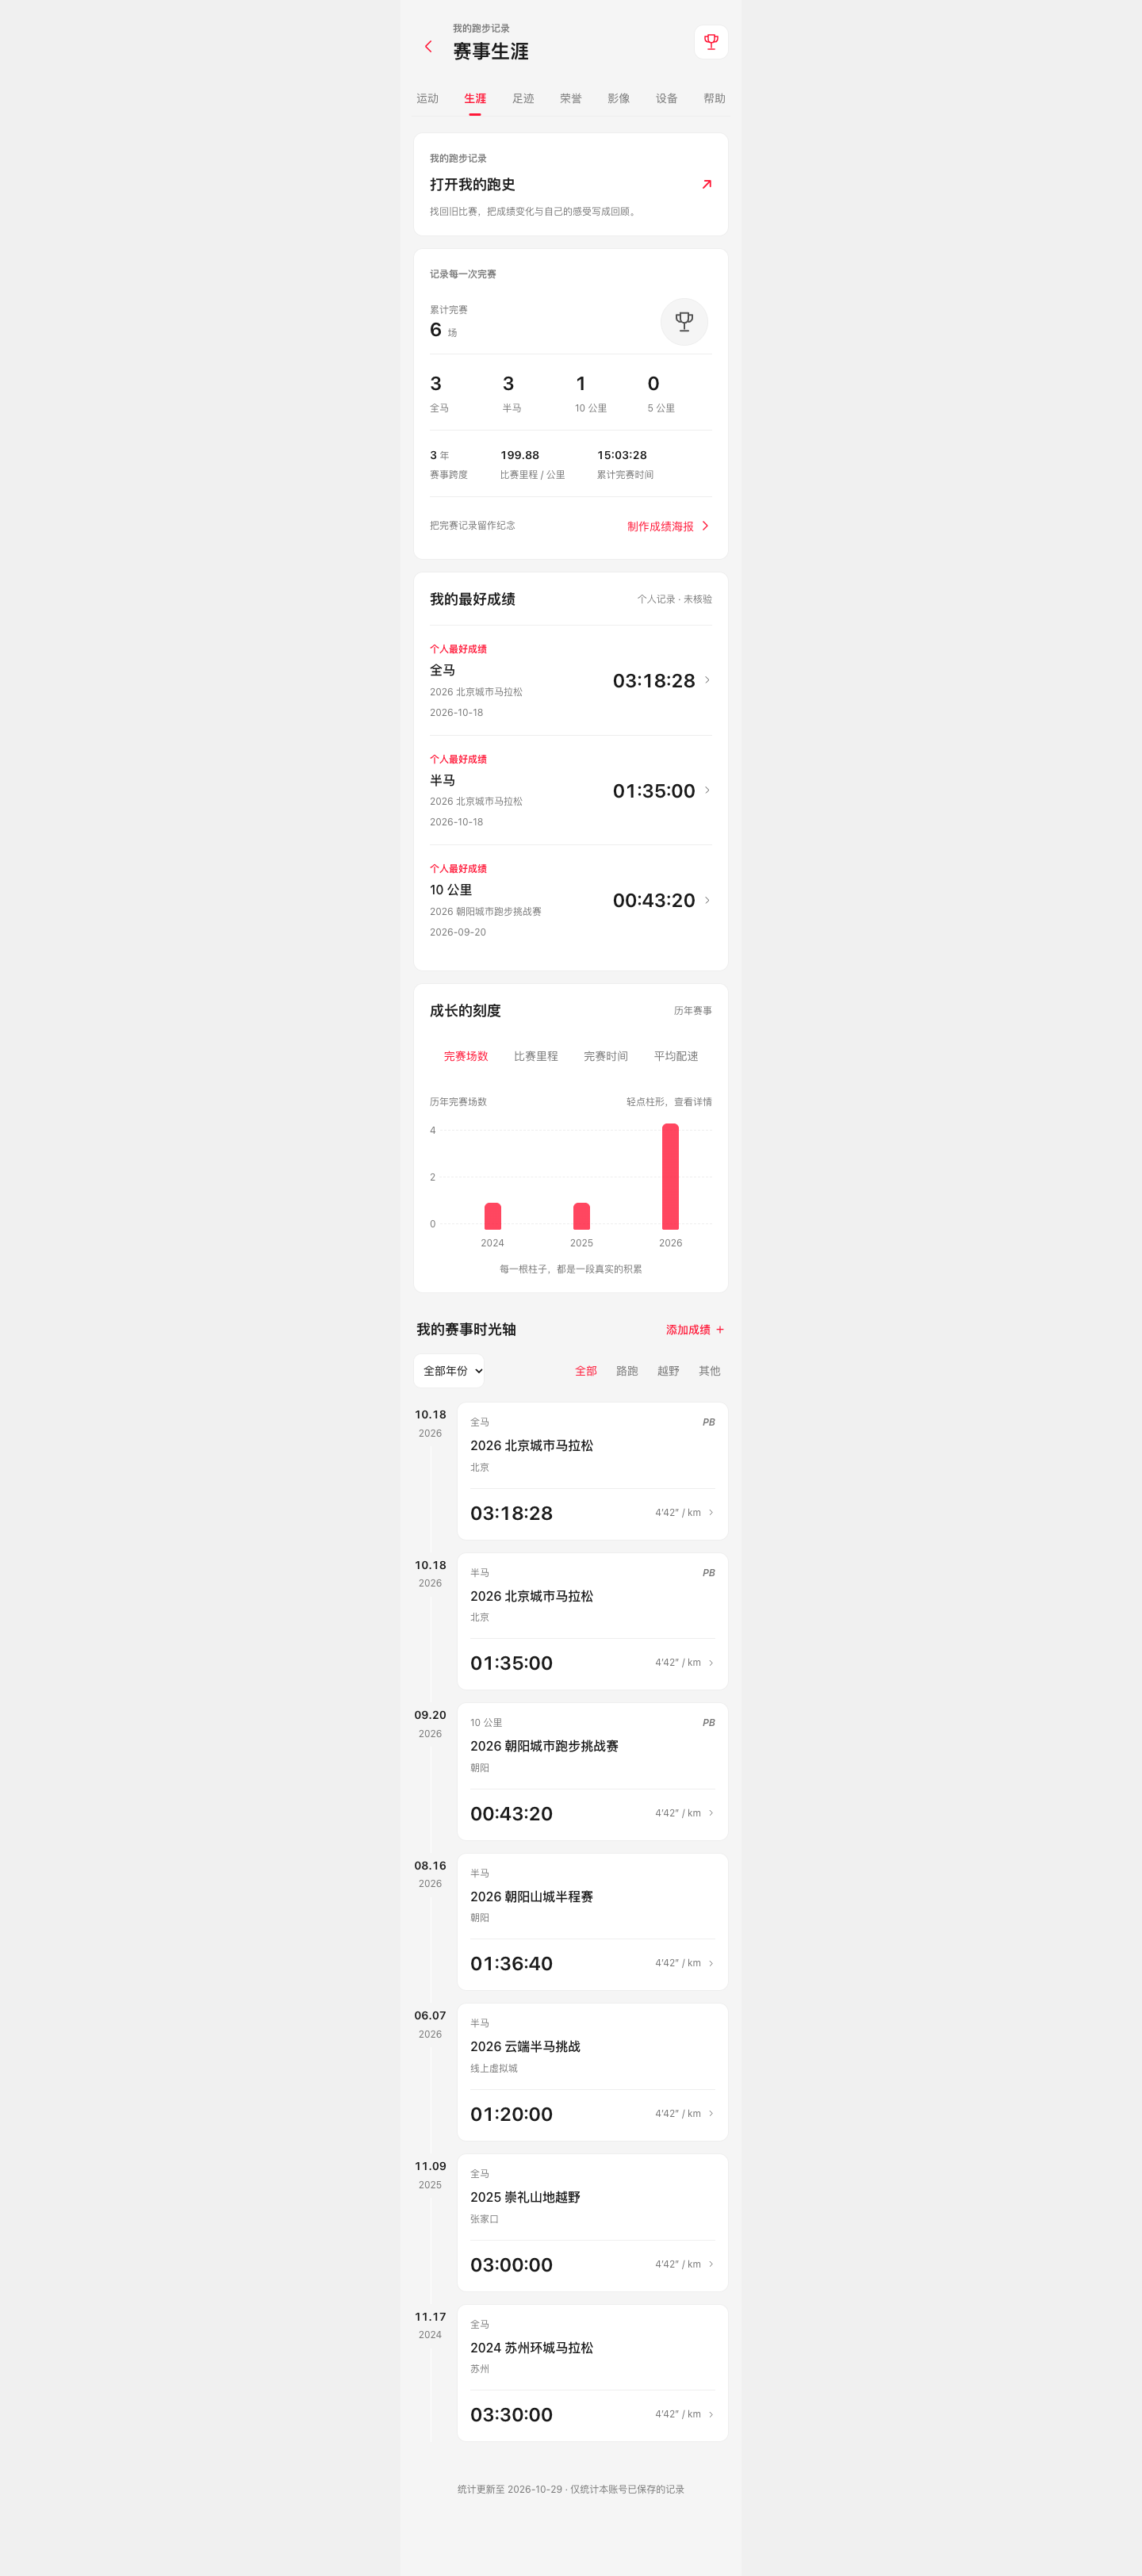 我的跑步记录
赛事生涯
运动 生涯 足迹 荣誉 影像 设备 帮助
我的跑步记录
打开我的跑史
找回旧比赛，把成绩变化与自己的感受写成回顾。
记录每一次完赛
累计完赛
6 场
3 3 1 0
全马 半马 10 公里 5 公里
3 年 199.88 15:03:28
赛事跨度 比赛里程 / 公里 累计完赛时间
把完赛记录留作纪念 制作成绩海报
我的最好成绩 个人记录 · 未核验
个人最好成绩
全马
03:18:28
2026 北京城市马拉松
2026-10-18
个人最好成绩
半马
01:35:00
2026 北京城市马拉松
2026-10-18
个人最好成绩
10 公里
00:43:20
2026 朝阳城市跑步挑战赛
2026-09-20
成长的刻度 历年赛事
完赛场数 比赛里程 完赛时间 平均配速
历年完赛场数 轻点柱形，查看详情
4
2
0
2024 2025 2026
每一根柱子，都是一段真实的积累
我的赛事时光轴 添加成绩 +
全部年份 全部 路跑 越野 其他
10.18
2026
全马 PB
2026 北京城市马拉松
北京
03:18:28 4'42" / km
10.18
2026
半马 PB
2026 北京城市马拉松
北京
01:35:00 4'42" / km
09.20
2026
10 公里 PB
2026 朝阳城市跑步挑战赛
朝阳
00:43:20 4'42" / km
08.16
2026
半马
2026 朝阳山城半程赛
朝阳
01:36:40 4'42" / km
06.07
2026
半马
2026 云端半马挑战
线上虚拟城
01:20:00 4'42" / km
11.09
2025
全马
2025 崇礼山地越野
张家口
03:00:00 4'42" / km
11.17
2024
全马
2024 苏州环城马拉松
苏州
03:30:00 4'42" / km
统计更新至 2026-10-29 · 仅统计本账号已保存的记录